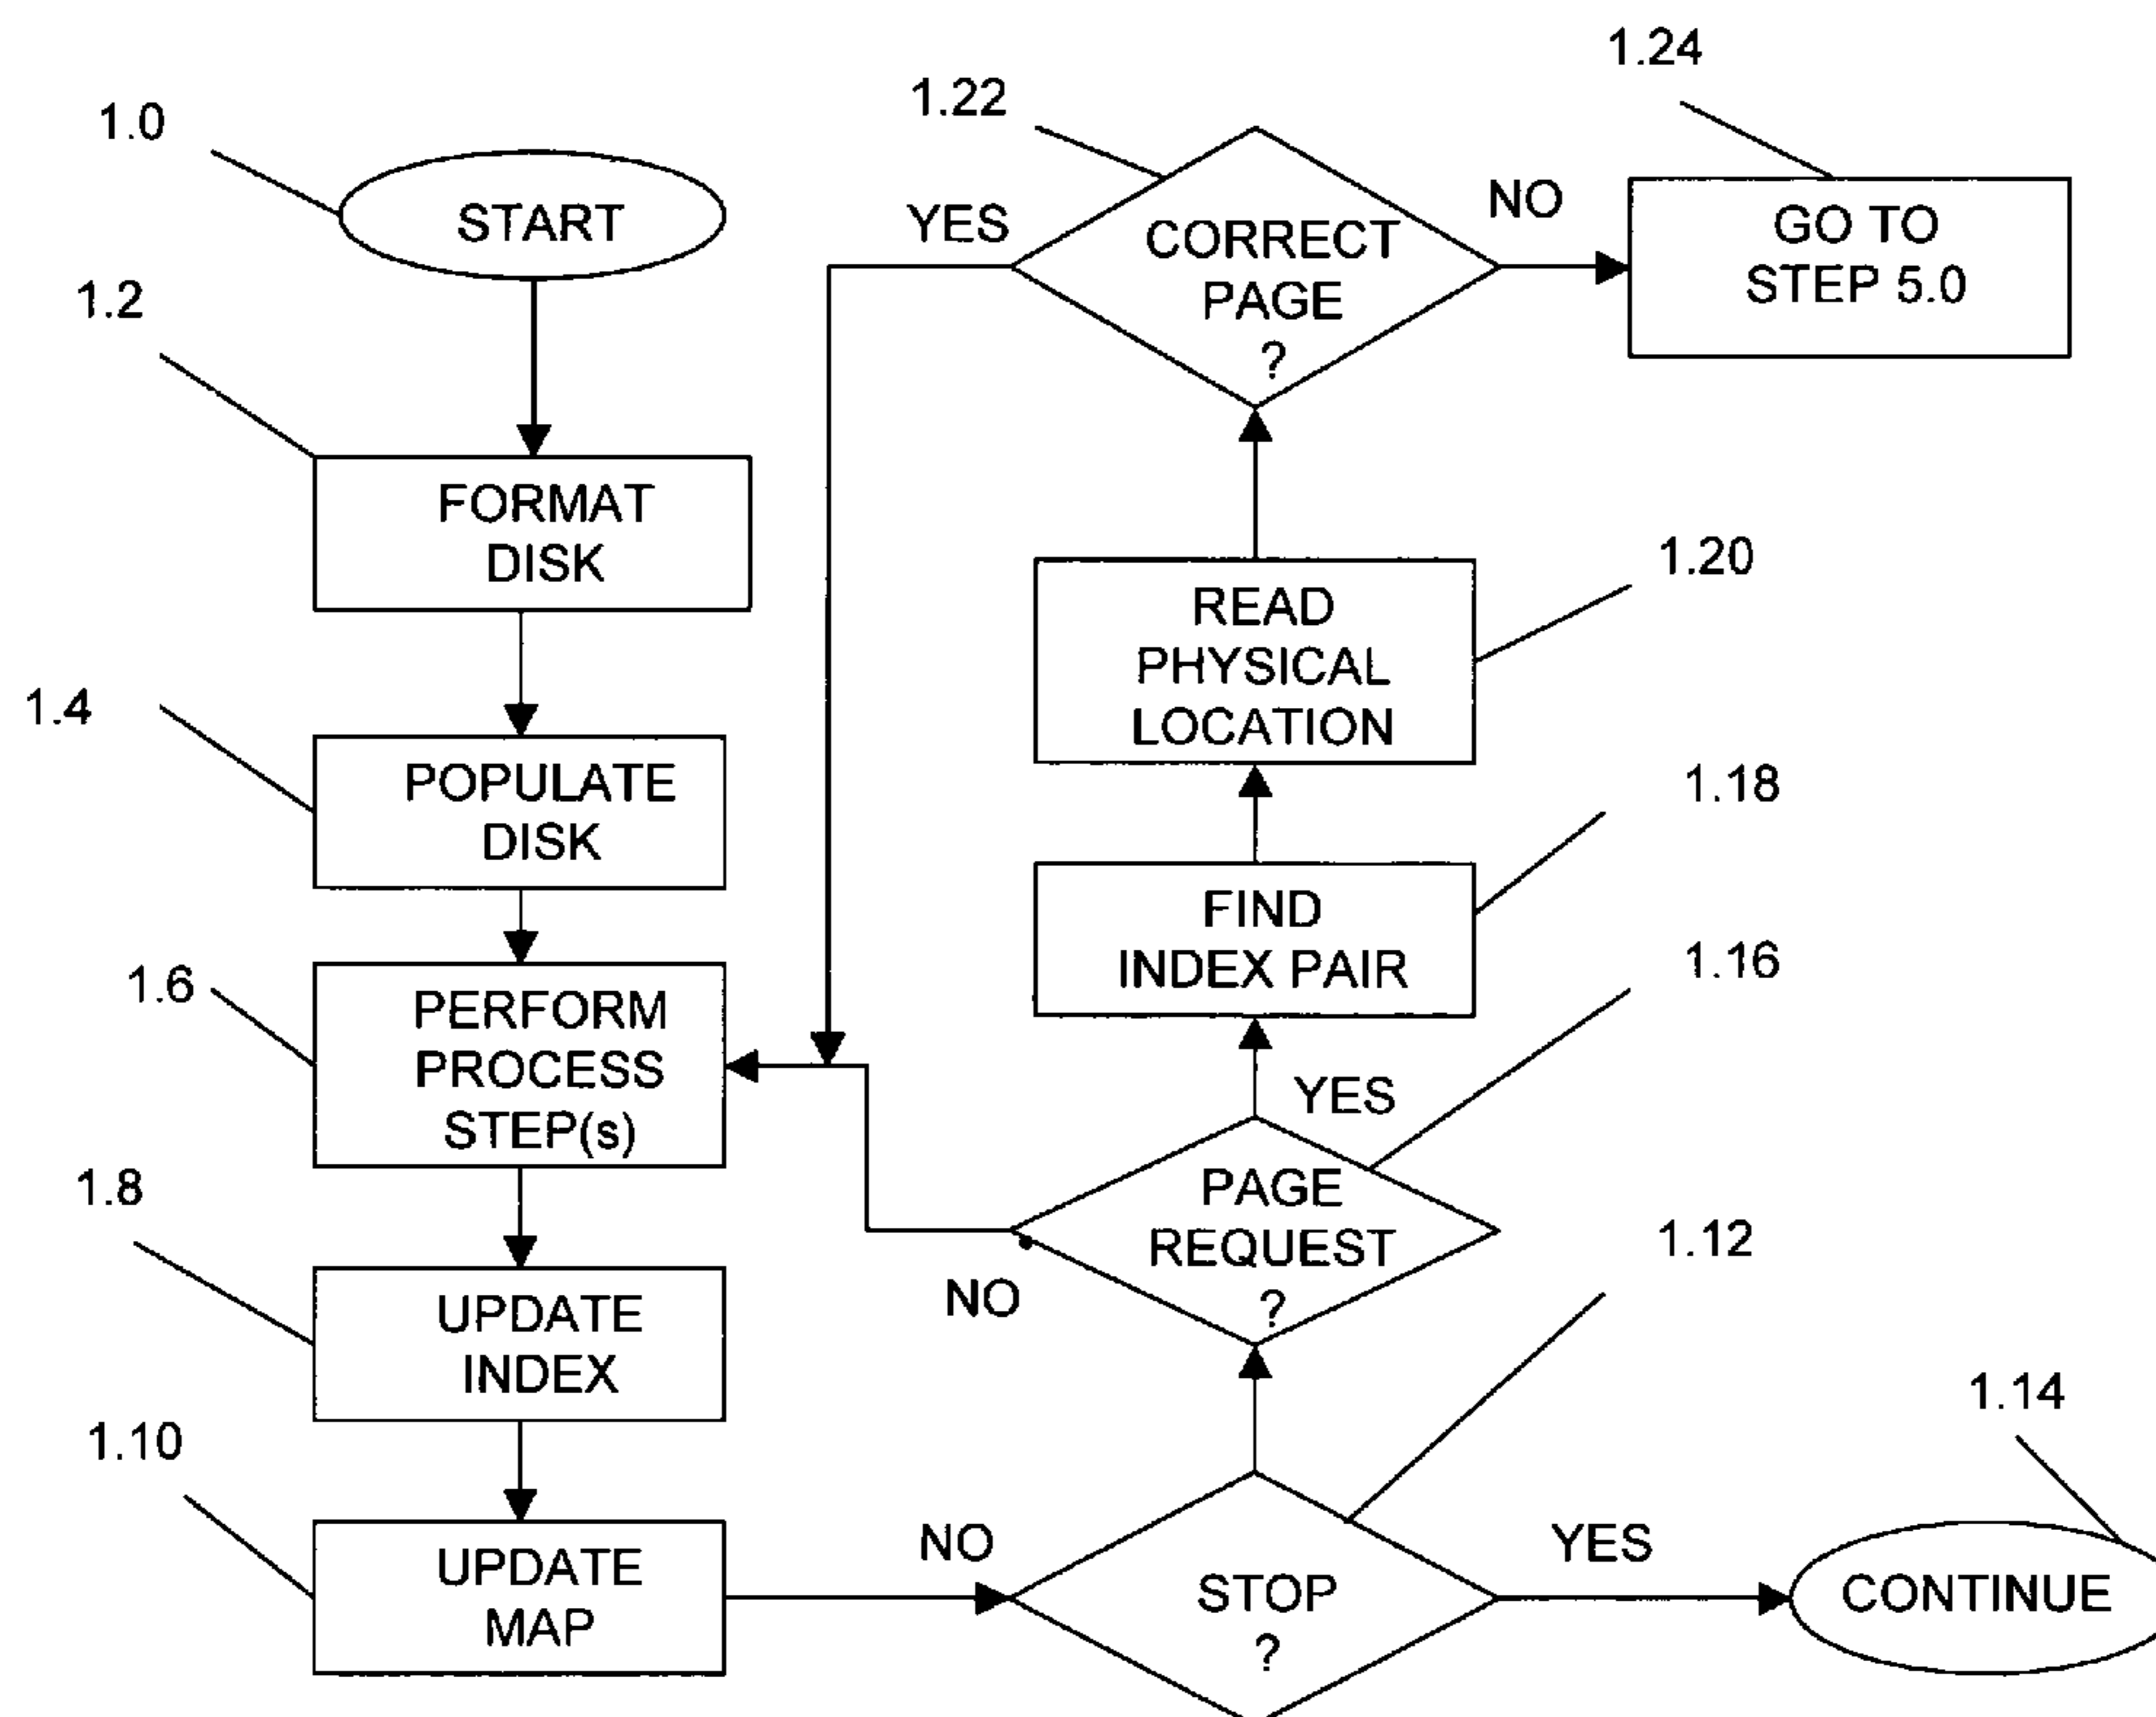 1.0
START
1.2
FORMAT
DISK
1.4
POPULATE
DISK
1.6
PERFORM
PROCESS
STEP(s)
1.8
UPDATE
INDEX
1.10
UPDATE
MAP
NO
STOP
?
1.12
YES
CONTINUE
1.14
PAGE
REQUEST
?
1.16
NO
YES
FIND
INDEX PAIR
1.18
READ
PHYSICAL
LOCATION
1.20
CORRECT
PAGE
?
1.22
YES
NO
GO TO
STEP 5.0
1.24